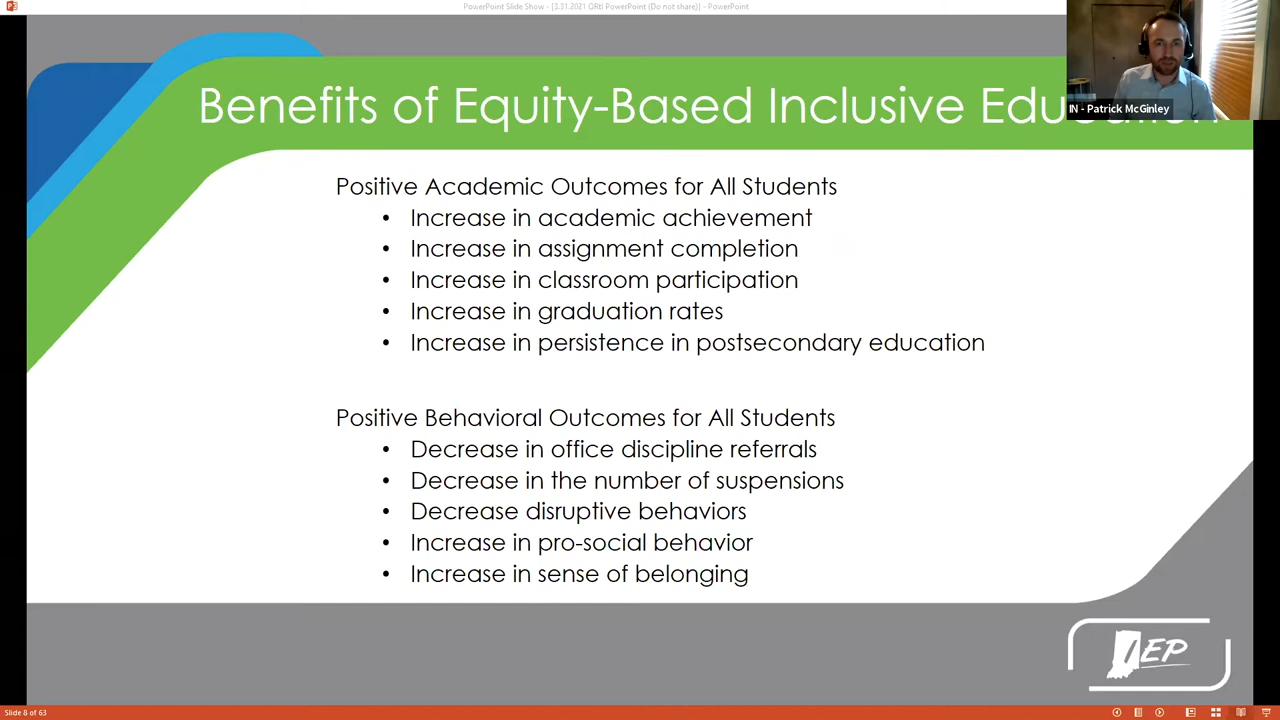 PowerPoint Slide Show - [3.31.2021 QRtI PowerPoint (Do not share)] - PowerPoint
Benefits of Equity-Based Inclusive
IN - Patrick McGinley
Positive Academic Outcomes for All Students
• Increase in academic achievement
• Increase in assignment completion
• Increase in classroom participation
• Increase in graduation rates
• Increase in persistence in postsecondary education
Positive Behavioral Outcomes for All Students
• Decrease in office discipline referrals
• Decrease in the number of suspensions
• Decrease disruptive behaviors
• Increase in pro-social behavior
• Increase in sense of belonging
IEP
Slide 8 of 63